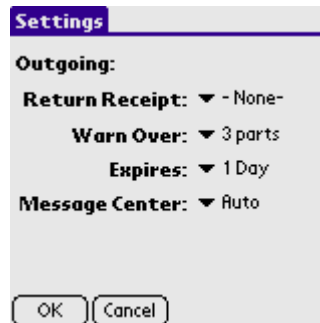 Settings
Outgoing:
Return Receipt: - None-
Warn Over: 3 parts
Expires: 1 Day
Message Center: Auto
OK Cancel